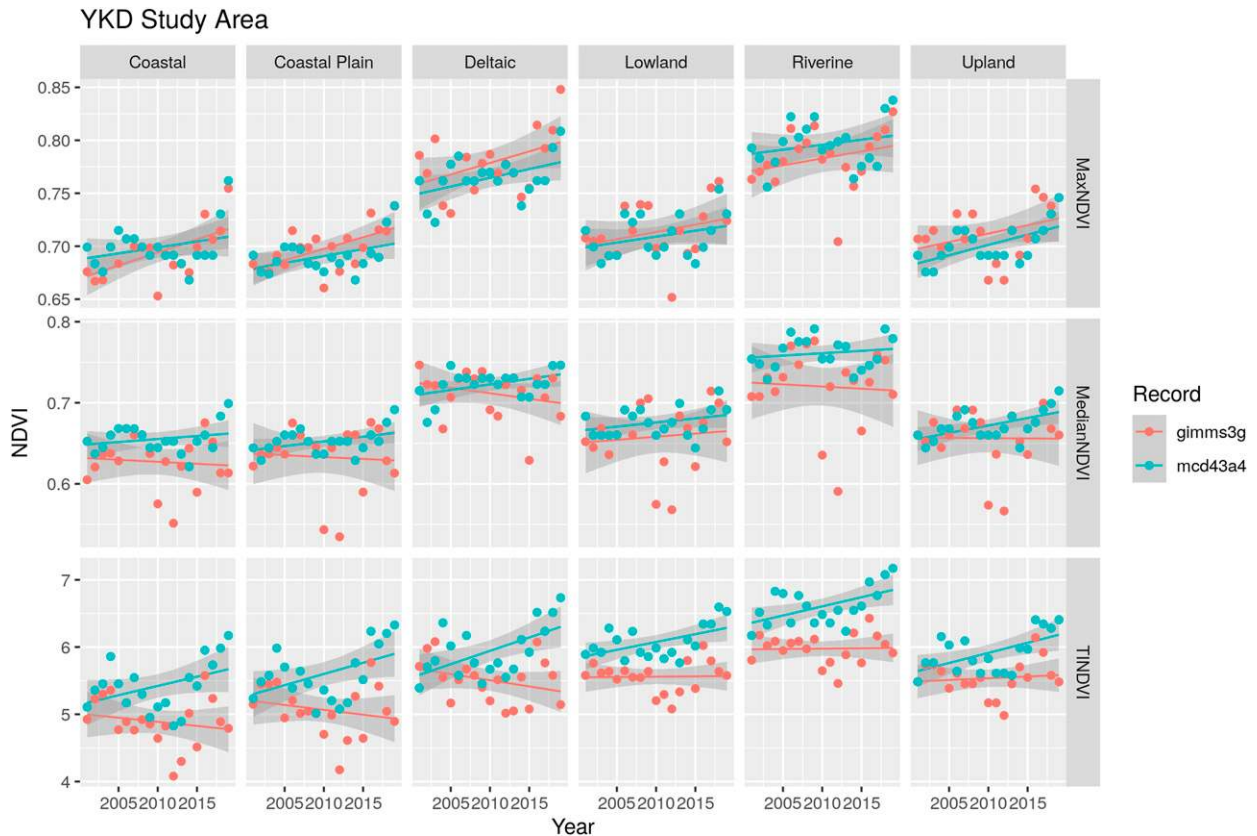 YKD Study Area
Coastal
Coastal Plain
Deltaic
Lowland
Riverine
Upland
0.85
0.80
0.75
0.70
0.65
MaxNDVI
0.8
0.7
0.6
MedianNDVI
7
6
5
4
TINDVI
NDVI
2005 2010 2015
2005 2010 2015
2005 2010 2015
2005 2010 2015
2005 2010 2015
2005 2010 2015
Year
Record
gimms3g
mcd43a4